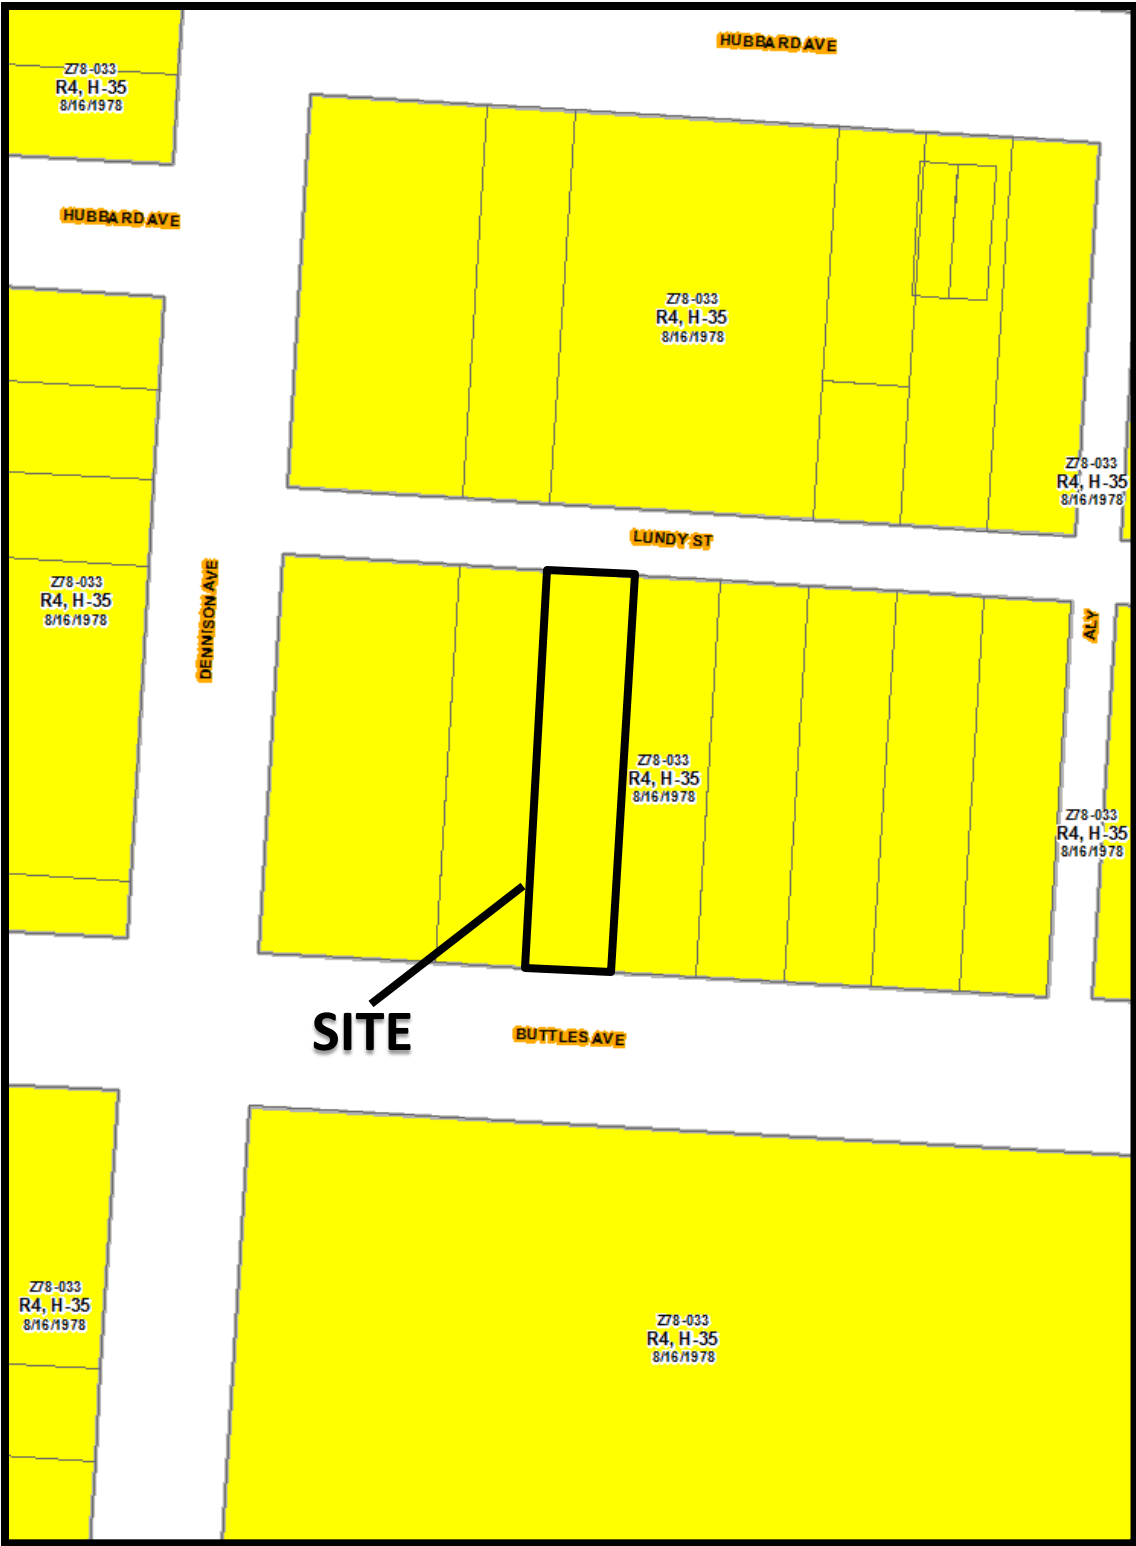 HUBBARD AVE
Z78-033
R4, H-35
8/16/1978
HUBBARD AVE
Z78-033
R4, H-35
8/16/1978
Z78-033
R4, H-35
8/16/1978
LUNDY ST
DENNISON AVE
Z78-033
R4, H-35
8/16/1978
ALY
Z78-033
R4, H-35
8/16/1978
Z78-033
R4, H-35
8/16/1978
SITE
BUTTLES AVE
Z78-033
R4, H-35
8/16/1978
Z78-033
R4, H-35
8/16/1978